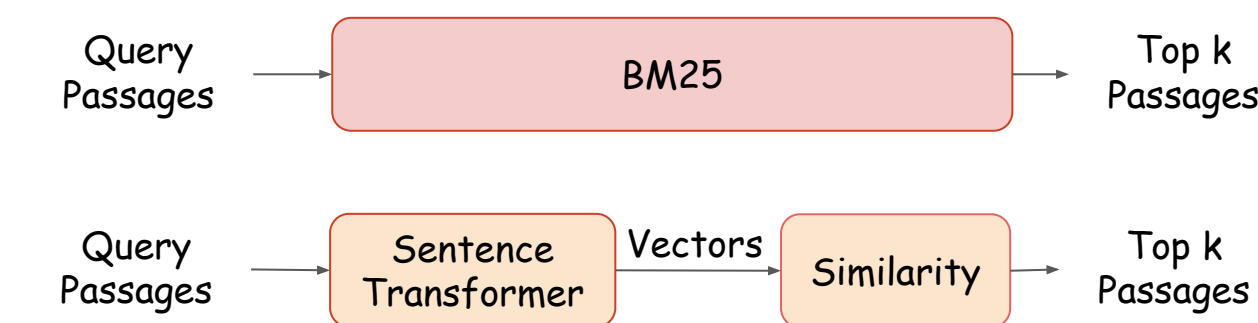 Query
Passages
BM25
Top k
Passages
Query
Passages
Sentence
Transformer
Vectors
Similarity
Top k
Passages